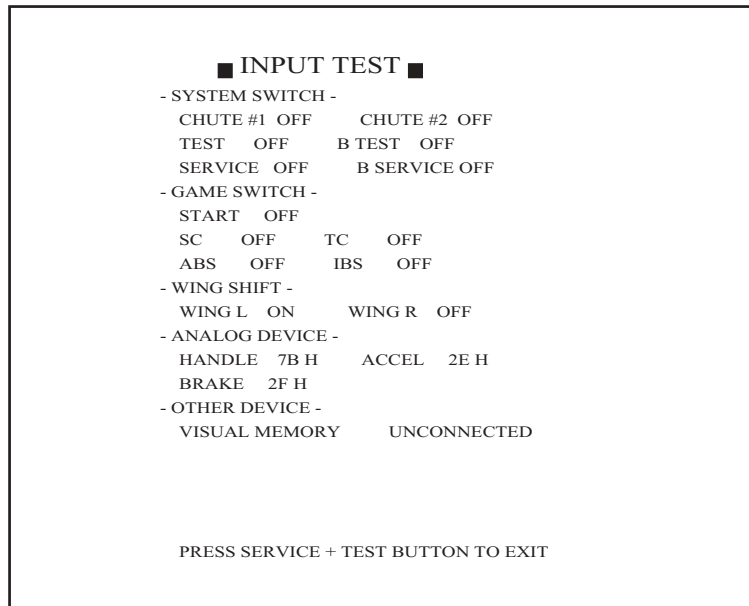 ■ INPUT TEST ■
- SYSTEM SWITCH -
CHUTE #1 OFF CHUTE #2 OFF
TEST OFF B TEST OFF
SERVICE OFF B SERVICE OFF
- GAME SWITCH -
START OFF
SC OFF TC OFF
ABS OFF IBS OFF
- WING SHIFT -
WING L ON WING R OFF
- ANALOG DEVICE -
HANDLE 7B H ACCEL 2E H
BRAKE 2F H
- OTHER DEVICE -
VISUAL MEMORY UNCONNECTED
PRESS SERVICE + TEST BUTTON TO EXIT